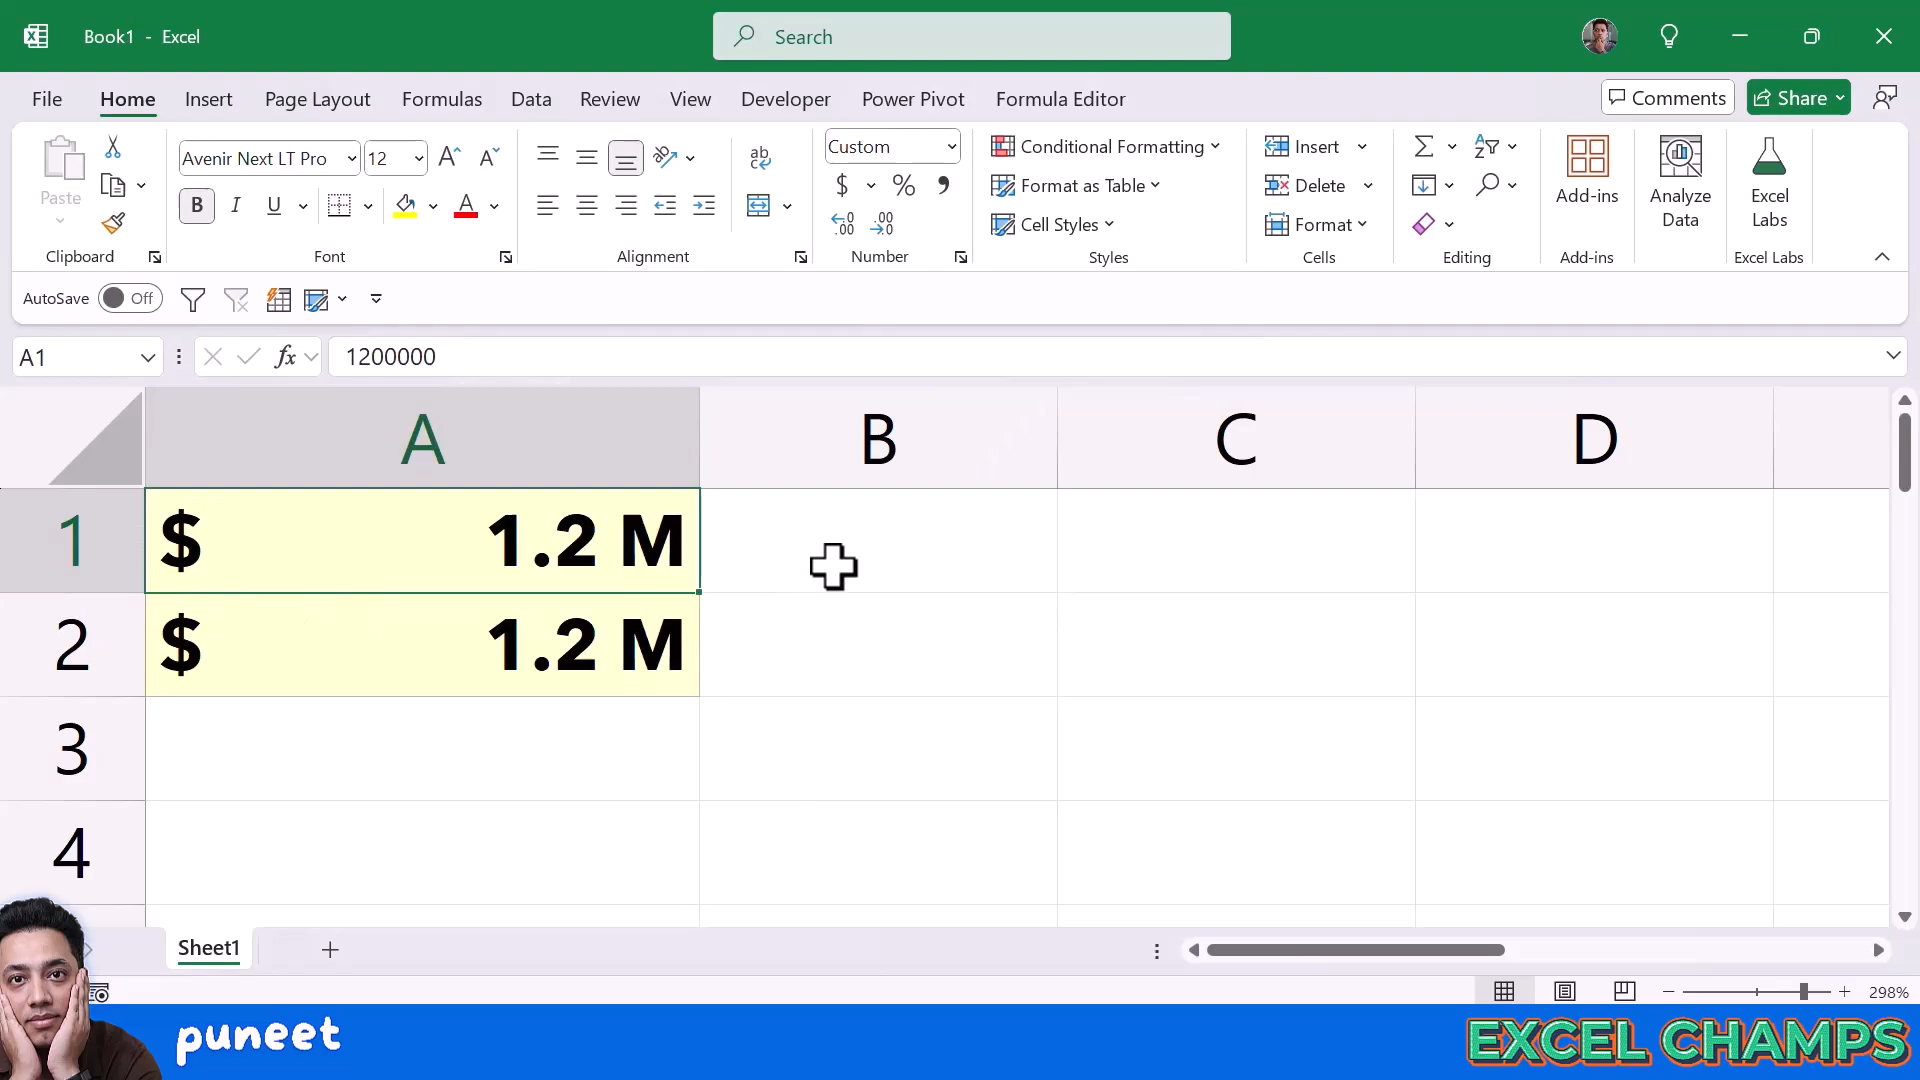 Book1 - Excel
Search
File Home Insert Page Layout Formulas Data Review View Developer Power Pivot Formula Editor
Comments Share
Paste
Clipboard
Avenir Next LT Pro 12
B I U A
Font
ab
Alignment
Custom
$ % ,
Number
Conditional Formatting
Format as Table
Cell Styles
Styles
Insert
Delete
Format
Cells
Editing
Add-ins
Add-ins
Analyze
Data
Excel
Labs
Excel Labs
AutoSave Off
A1 fx 1200000
A B C D
1 $ 1.2 M
2 $ 1.2 M
3
4
Sheet1
298%
puneet
EXCEL CHAMPS